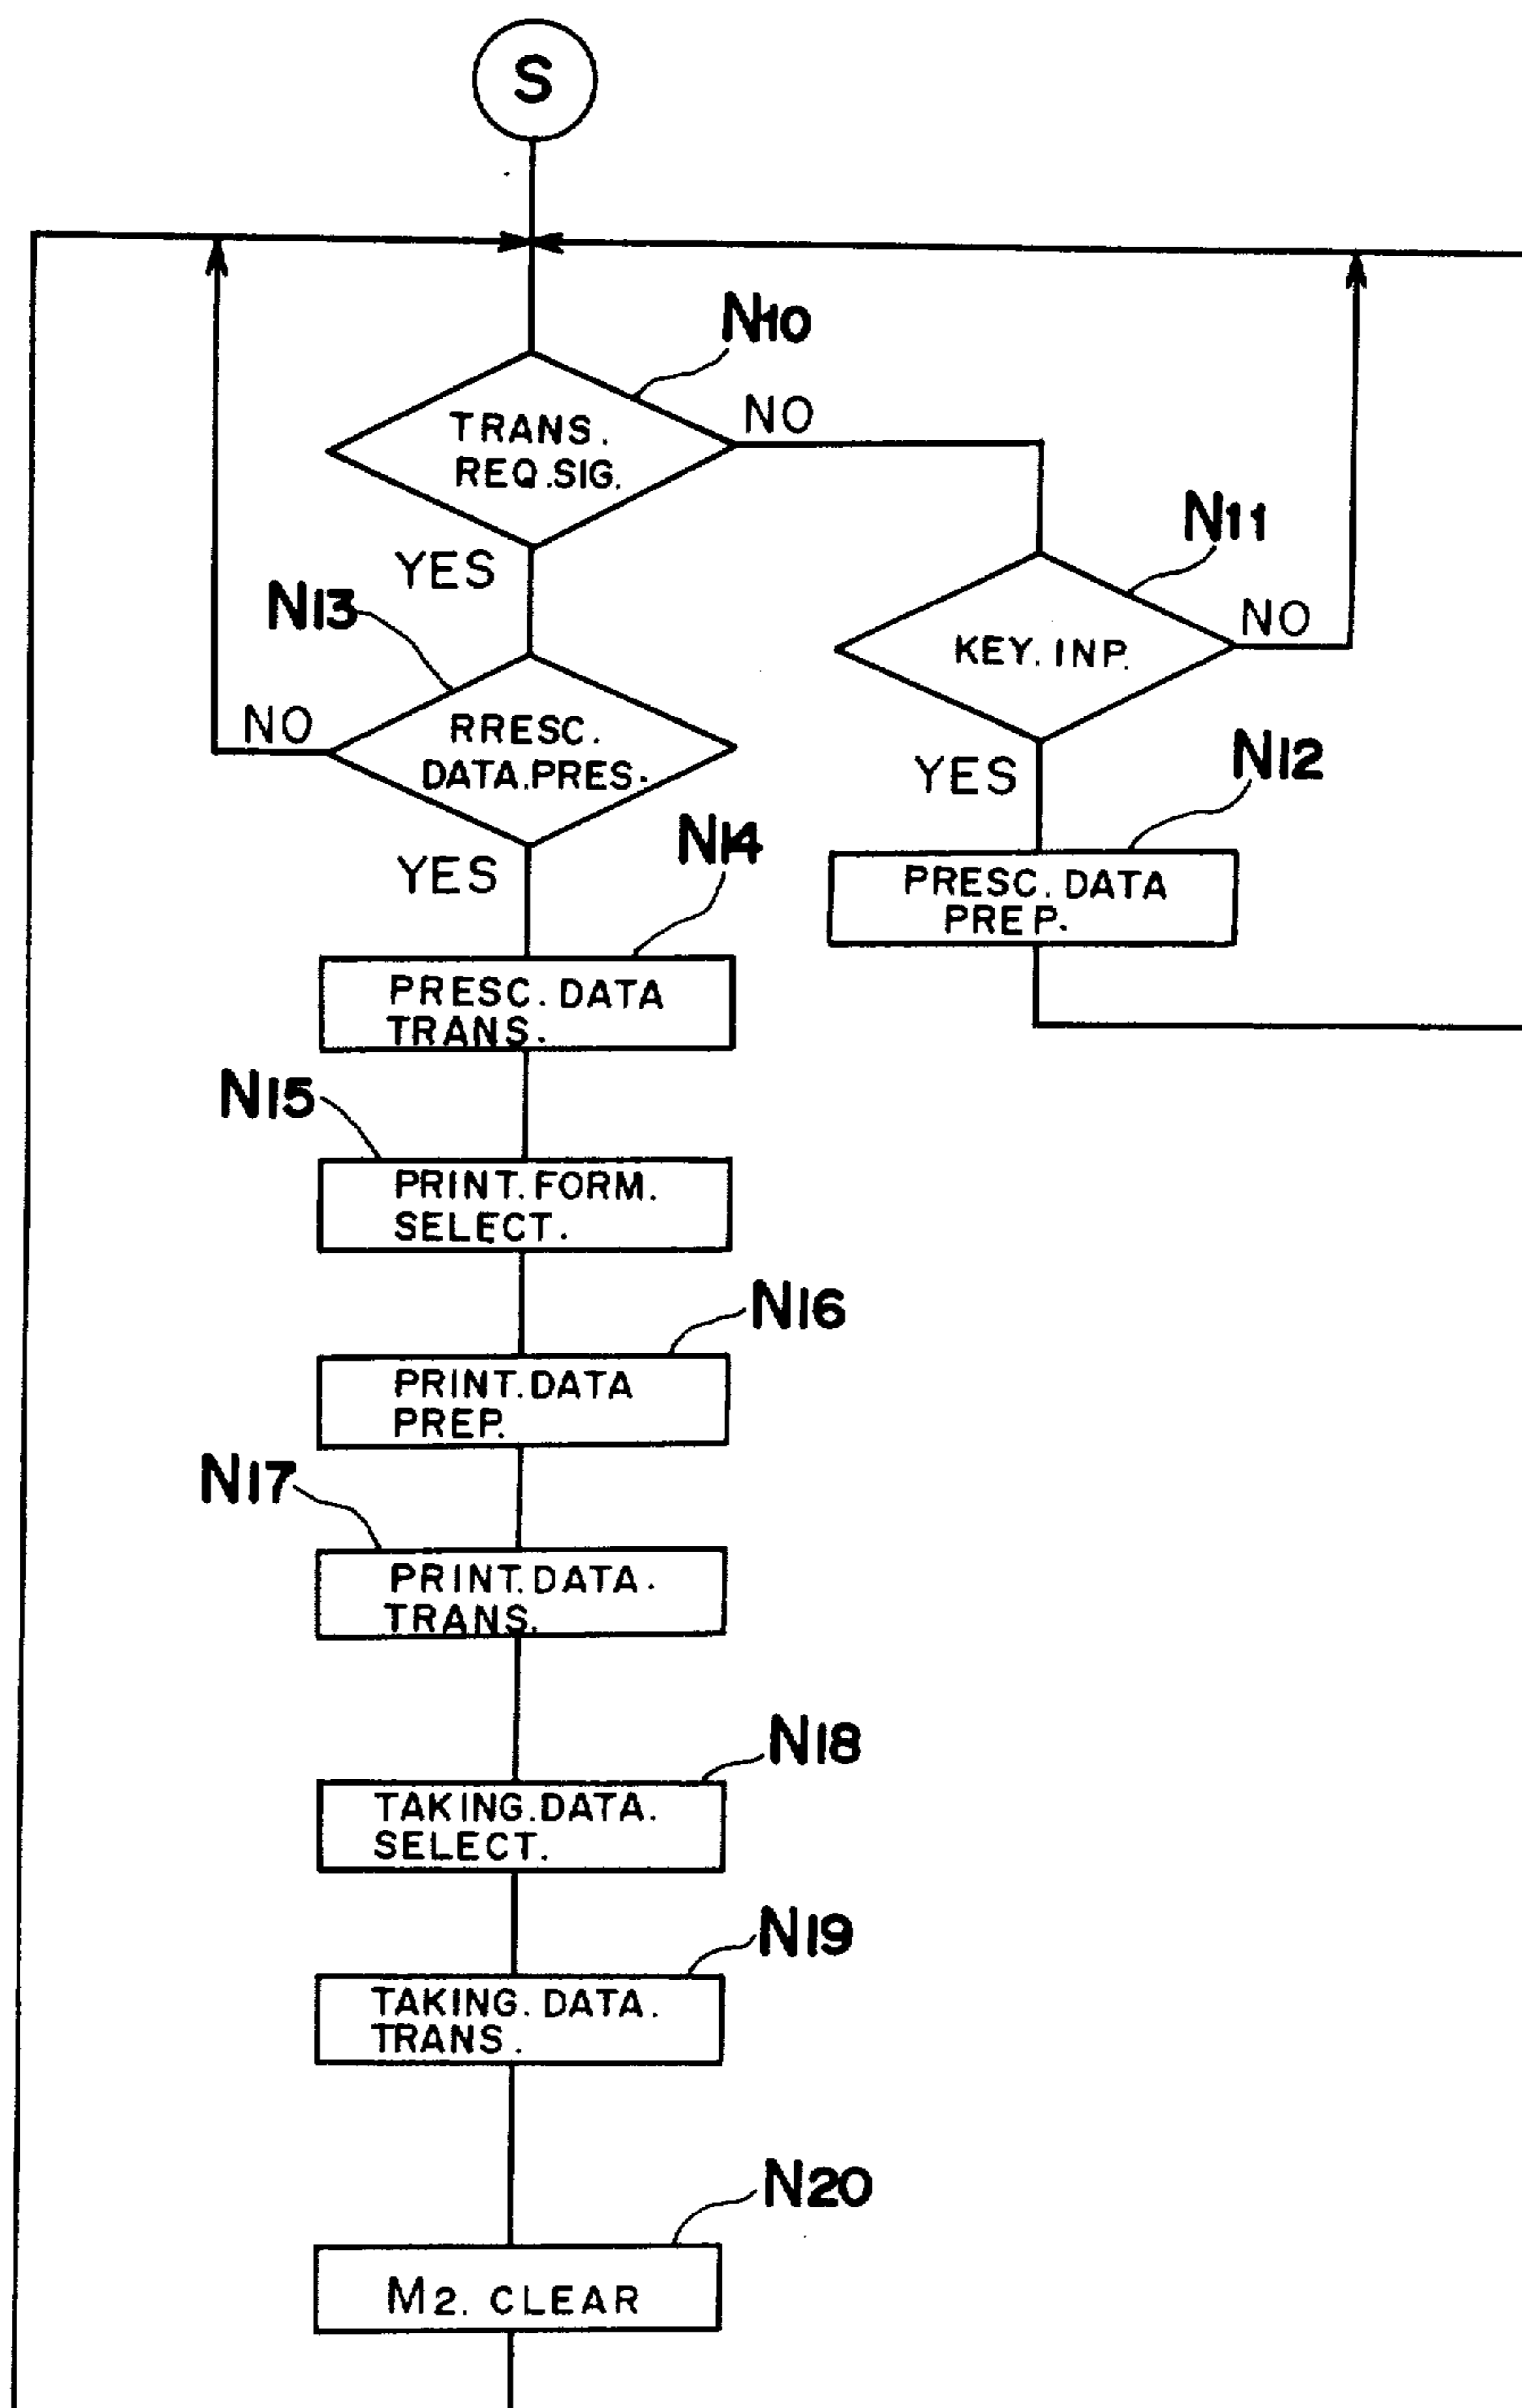 S
N10
TRANS.
REQ.SIG.
NO
YES
N11
KEY. INP.
NO
YES
N13
RRESC.
DATA.PRES.
NO
YES
N12
PRESC. DATA
PREP.
N14
PRESC. DATA
TRANS.
N15
PRINT. FORM.
SELECT.
N16
PRINT. DATA
PREP.
N17
PRINT. DATA.
TRANS.
N18
TAKING. DATA.
SELECT.
N19
TAKING. DATA.
TRANS.
N20
M2. CLEAR